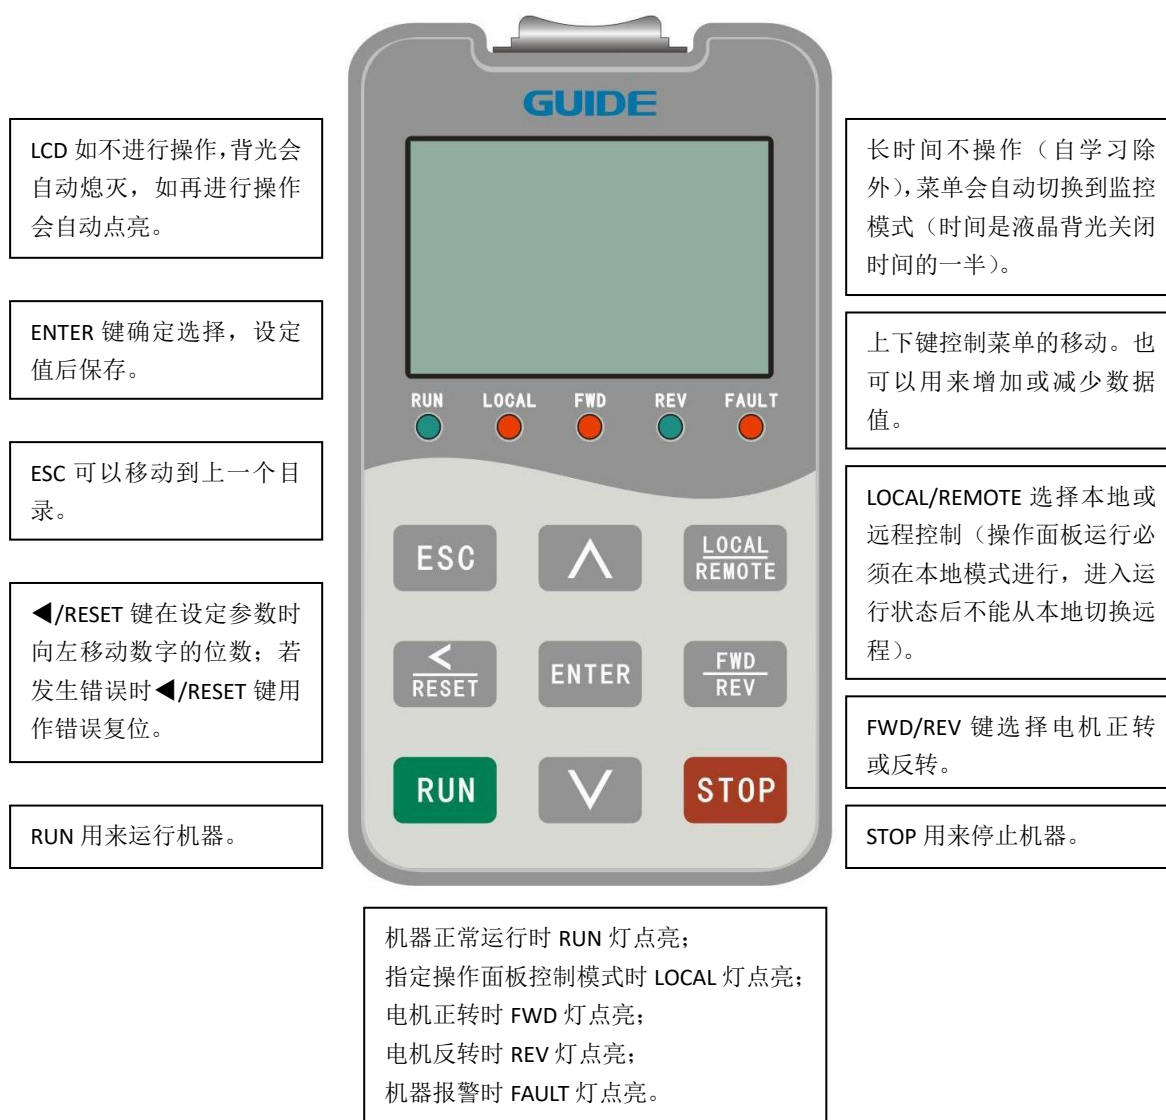 GUIDE
LCD 如不进行操作，背光会
自动熄灭，如再进行操作
会自动点亮。
ENTER 键确定选择，设定
值后保存。
ESC 可以移动到上一个目
录。
◀/RESET 键在设定参数时
向左移动数字的位数；若
发生错误时◀/RESET 键用
作错误复位。
RUN 用来运行机器。
RUN LOCAL FWD REV FAULT
ESC ∧ LOCAL
REMOTE
<
RESET ENTER FWD
REV
RUN ∨ STOP
长时间不操作（自学习除
外），菜单会自动切换到监控
模式（时间是液晶背光关闭
时间的一半）。
上下键控制菜单的移动。也
可以用来增加或减少数据
值。
LOCAL/REMOTE 选择本地或
远程控制（操作面板运行必
须在本地模式进行，进入运
行状态后不能从本地切换远
程）。
FWD/REV 键选择电机正转
或反转。
STOP 用来停止机器。
机器正常运行时 RUN 灯点亮；
指定操作面板控制模式时 LOCAL 灯点亮；
电机正转时 FWD 灯点亮；
电机反转时 REV 灯点亮；
机器报警时 FAULT 灯点亮。